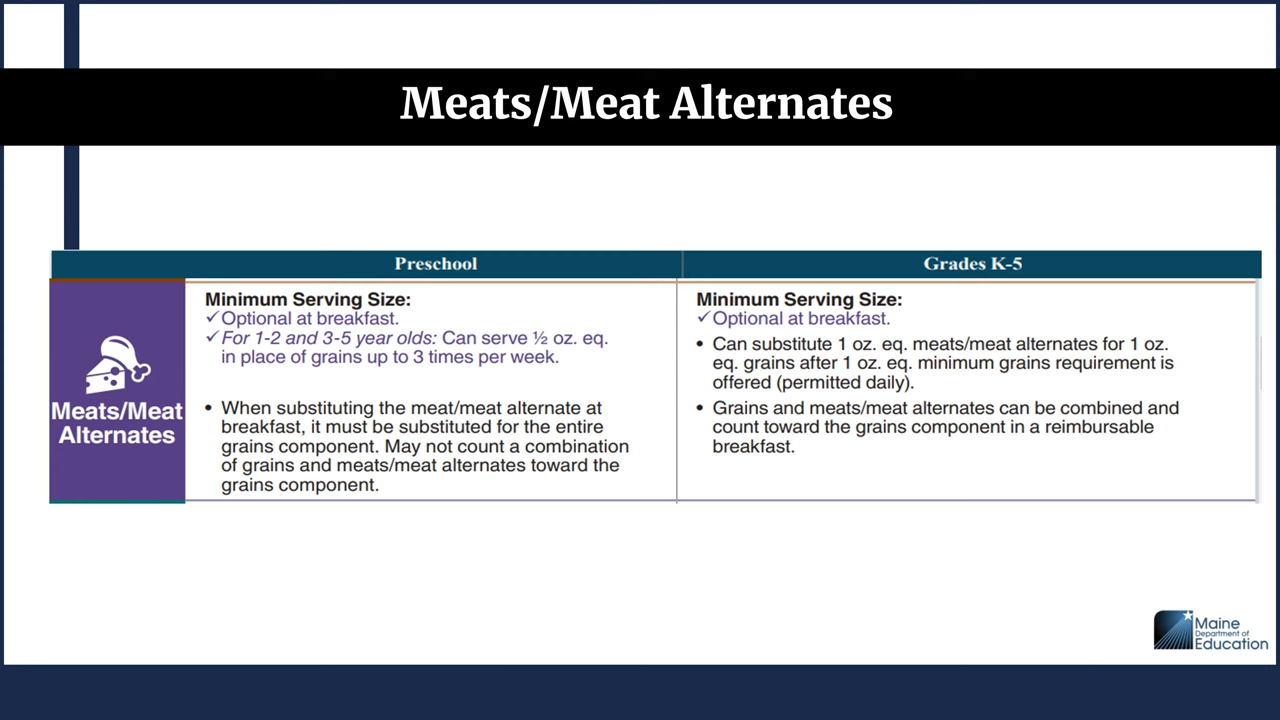 Meats/Meat Alternates
Preschool
Grades K-5
Meats/Meat
Alternates
Minimum Serving Size:
✓Optional at breakfast.
✓For 1-2 and 3-5 year olds: Can serve ½ oz. eq.
in place of grains up to 3 times per week.
• When substituting the meat/meat alternate at
breakfast, it must be substituted for the entire
grains component. May not count a combination
of grains and meats/meat alternates toward the
grains component.
Minimum Serving Size:
✓Optional at breakfast.
• Can substitute 1 oz. eq. meats/meat alternates for 1 oz.
eq. grains after 1 oz. eq. minimum grains requirement is
offered (permitted daily).
• Grains and meats/meat alternates can be combined and
count toward the grains component in a reimbursable
breakfast.
Maine
Department of
Education